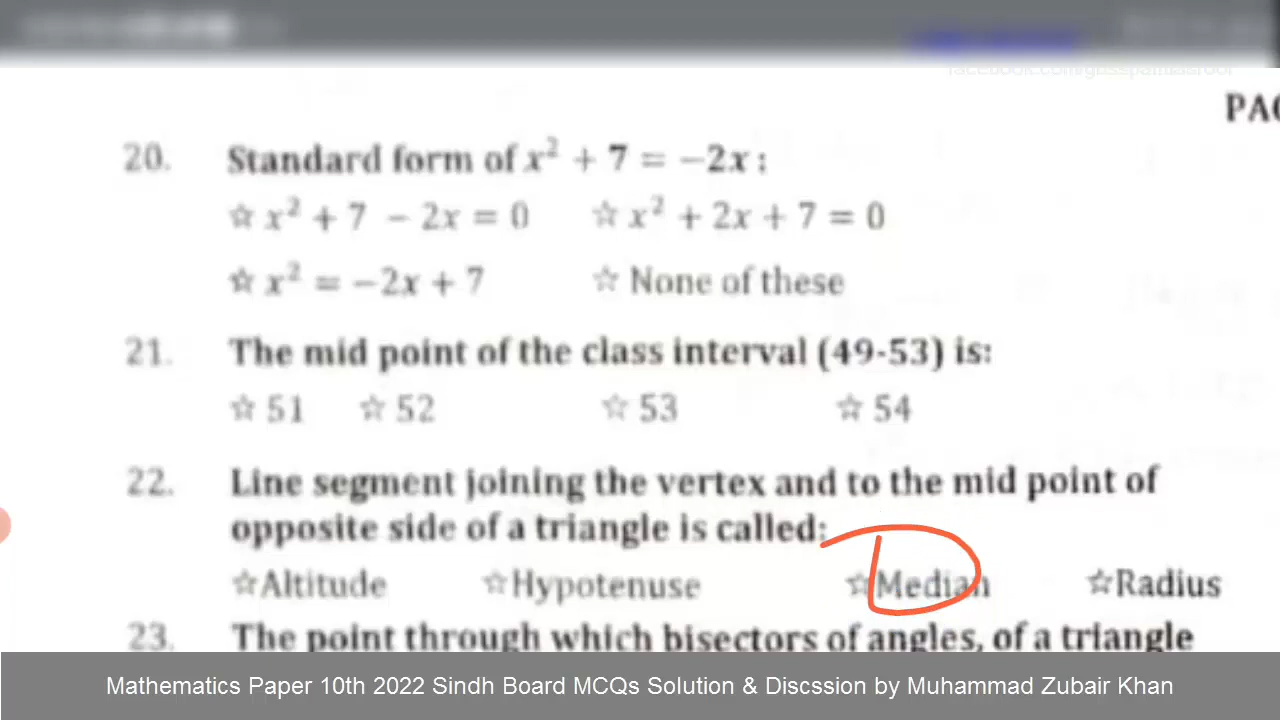 PAG
20. Standard form of x² + 7 = −2x :
☆ x² + 7 − 2x = 0 ☆ x² + 2x + 7 = 0
☆ x² = −2x + 7 ☆ None of these
21. The mid point of the class interval (49-53) is:
☆ 51 ☆ 52 ☆ 53 ☆ 54
22. Line segment joining the vertex and to the mid point of
opposite side of a triangle is called:
☆Altitude ☆Hypotenuse ☆Median ☆Radius
23. The point through which bisectors of angles, of a triangle
Mathematics Paper 10th 2022 Sindh Board MCQs Solution & Discssion by Muhammad Zubair Khan